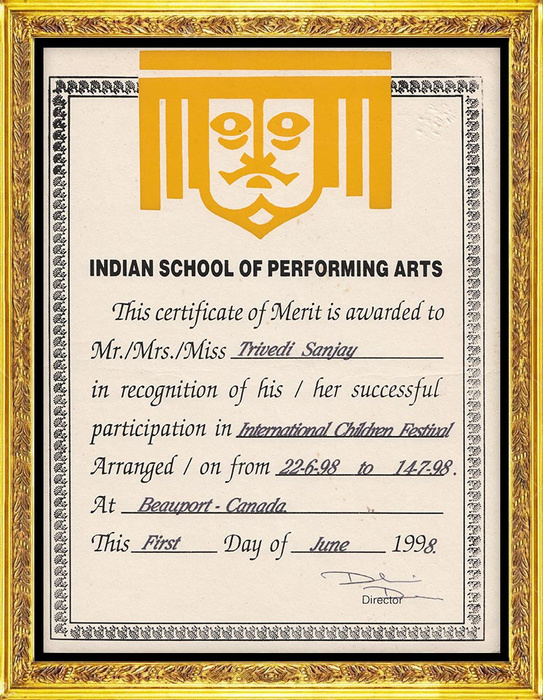 INDIAN SCHOOL OF PERFORMING ARTS
This certificate of Merit is awarded to
Mr./Mrs./Miss Trivedi Sanjay
in recognition of his / her successful
participation in International Children Festival
Arranged / on from 22-6-98 to 14-7-98.
At Beauport - Canada.
This First Day of June 1998.
Director